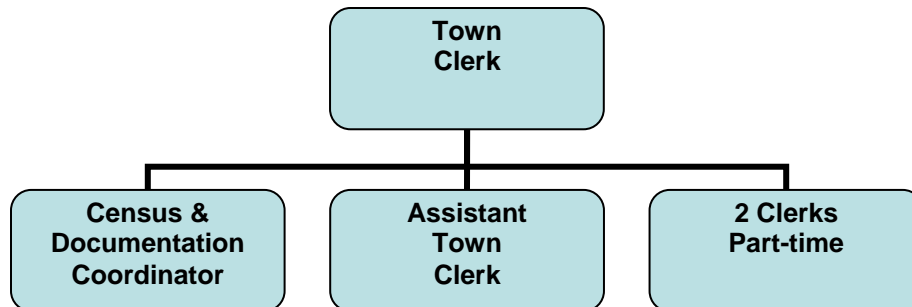 Town
Clerk
Census &
Documentation
Coordinator
Assistant
Town
Clerk
2 Clerks
Part-time